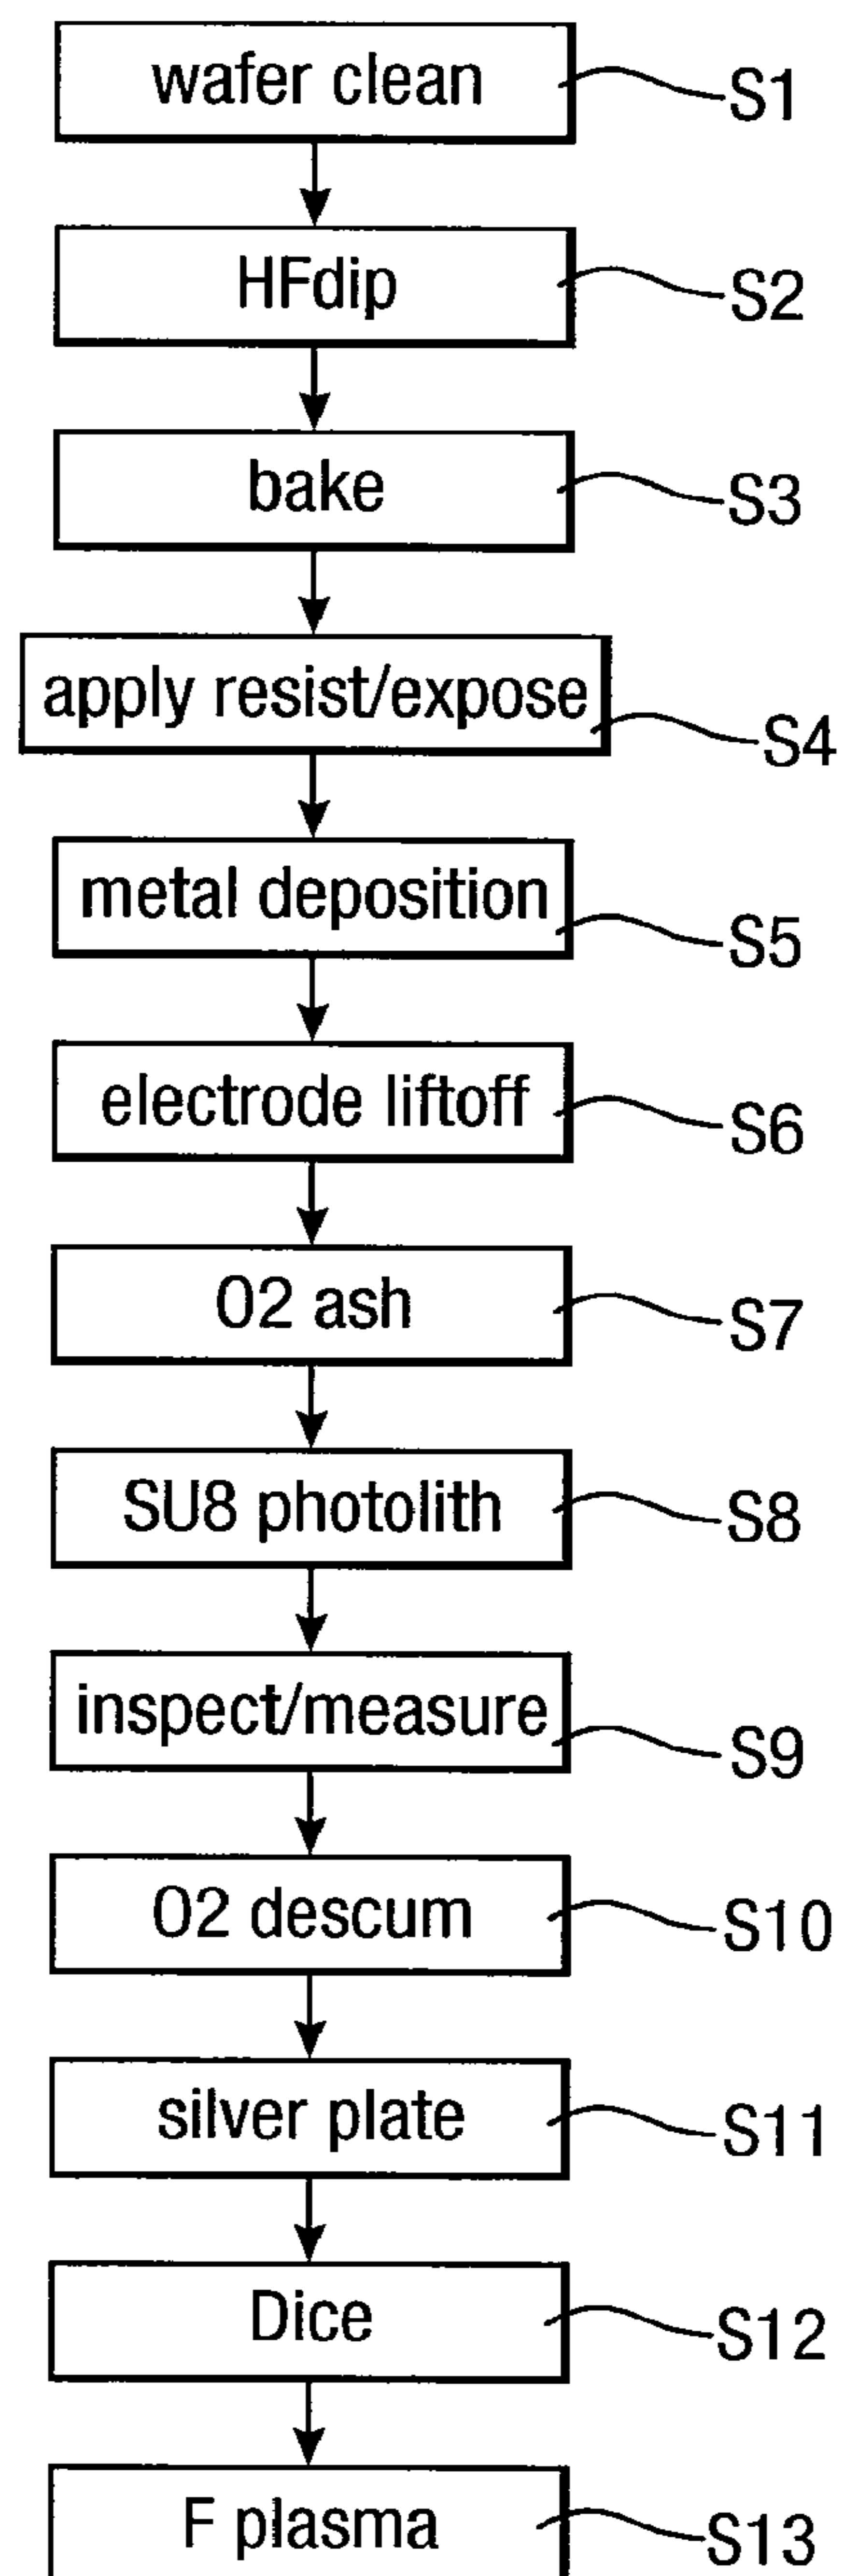 wafer clean S1
HFdip S2
bake S3
apply resist/expose S4
metal deposition S5
electrode liftoff S6
O2 ash S7
SU8 photolith S8
inspect/measure S9
O2 descum S10
silver plate S11
Dice S12
F plasma S13